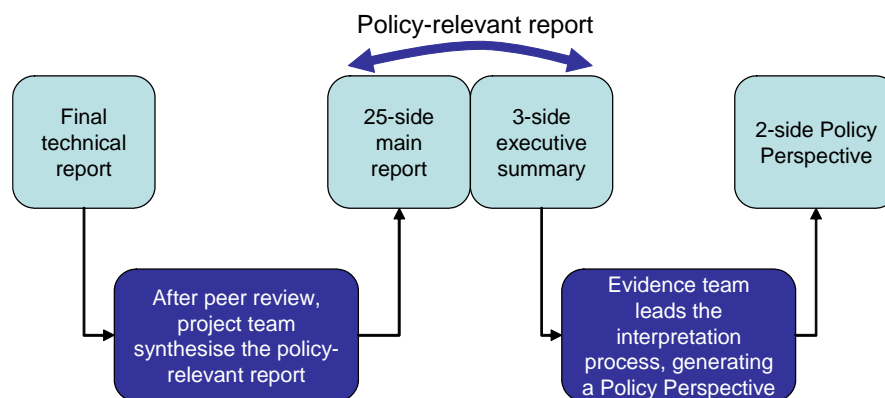 Policy-relevant report
Final
technical
report
25-side
main
report
3-side
executive
summary
2-side Policy
Perspective
After peer review,
project team
synthesise the policy-
relevant report
Evidence team
leads the
interpretation
process, generating
a Policy Perspective